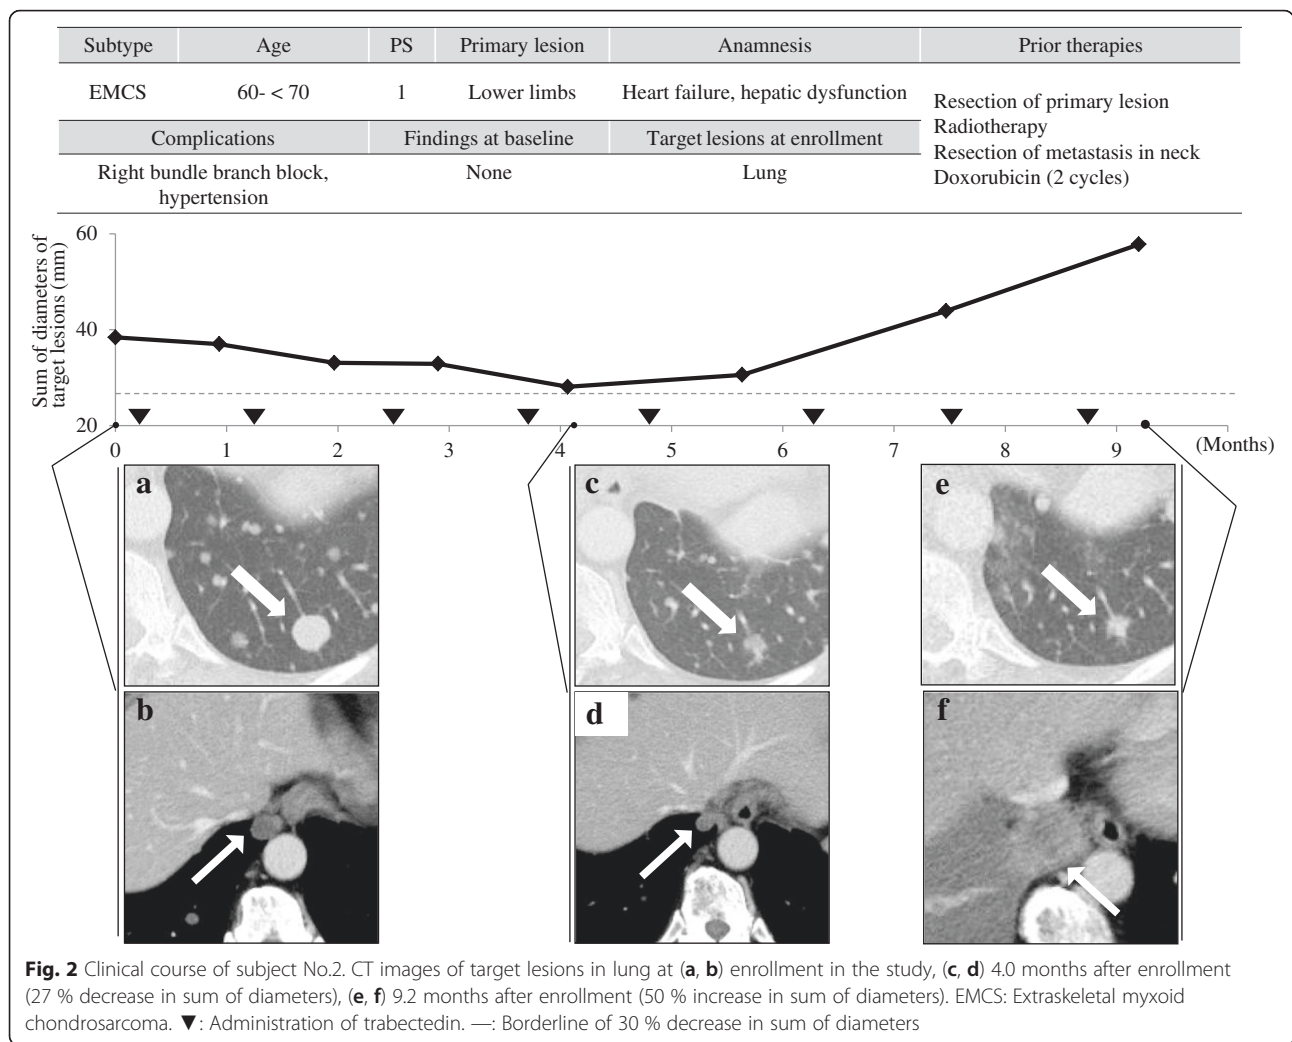 Subtype Age PS Primary lesion Anamnesis Prior therapies
EMCS 60- < 70 1 Lower limbs Heart failure, hepatic dysfunction
Resection of primary lesion
Radiotherapy
Resection of metastasis in neck
Doxorubicin (2 cycles)
Complications Findings at baseline Target lesions at enrollment
Right bundle branch block,
hypertension
None Lung
Sum of diameters of
target lesions (mm)
60
40
20
0 1 2 3 4 5 6 7 8 9 (Months)
a c e
b d f
Fig. 2 Clinical course of subject No.2. CT images of target lesions in lung at (a, b) enrollment in the study, (c, d) 4.0 months after enrollment
(27 % decrease in sum of diameters), (e, f) 9.2 months after enrollment (50 % increase in sum of diameters). EMCS: Extraskeletal myxoid
chondrosarcoma. ▼: Administration of trabectedin. —: Borderline of 30 % decrease in sum of diameters